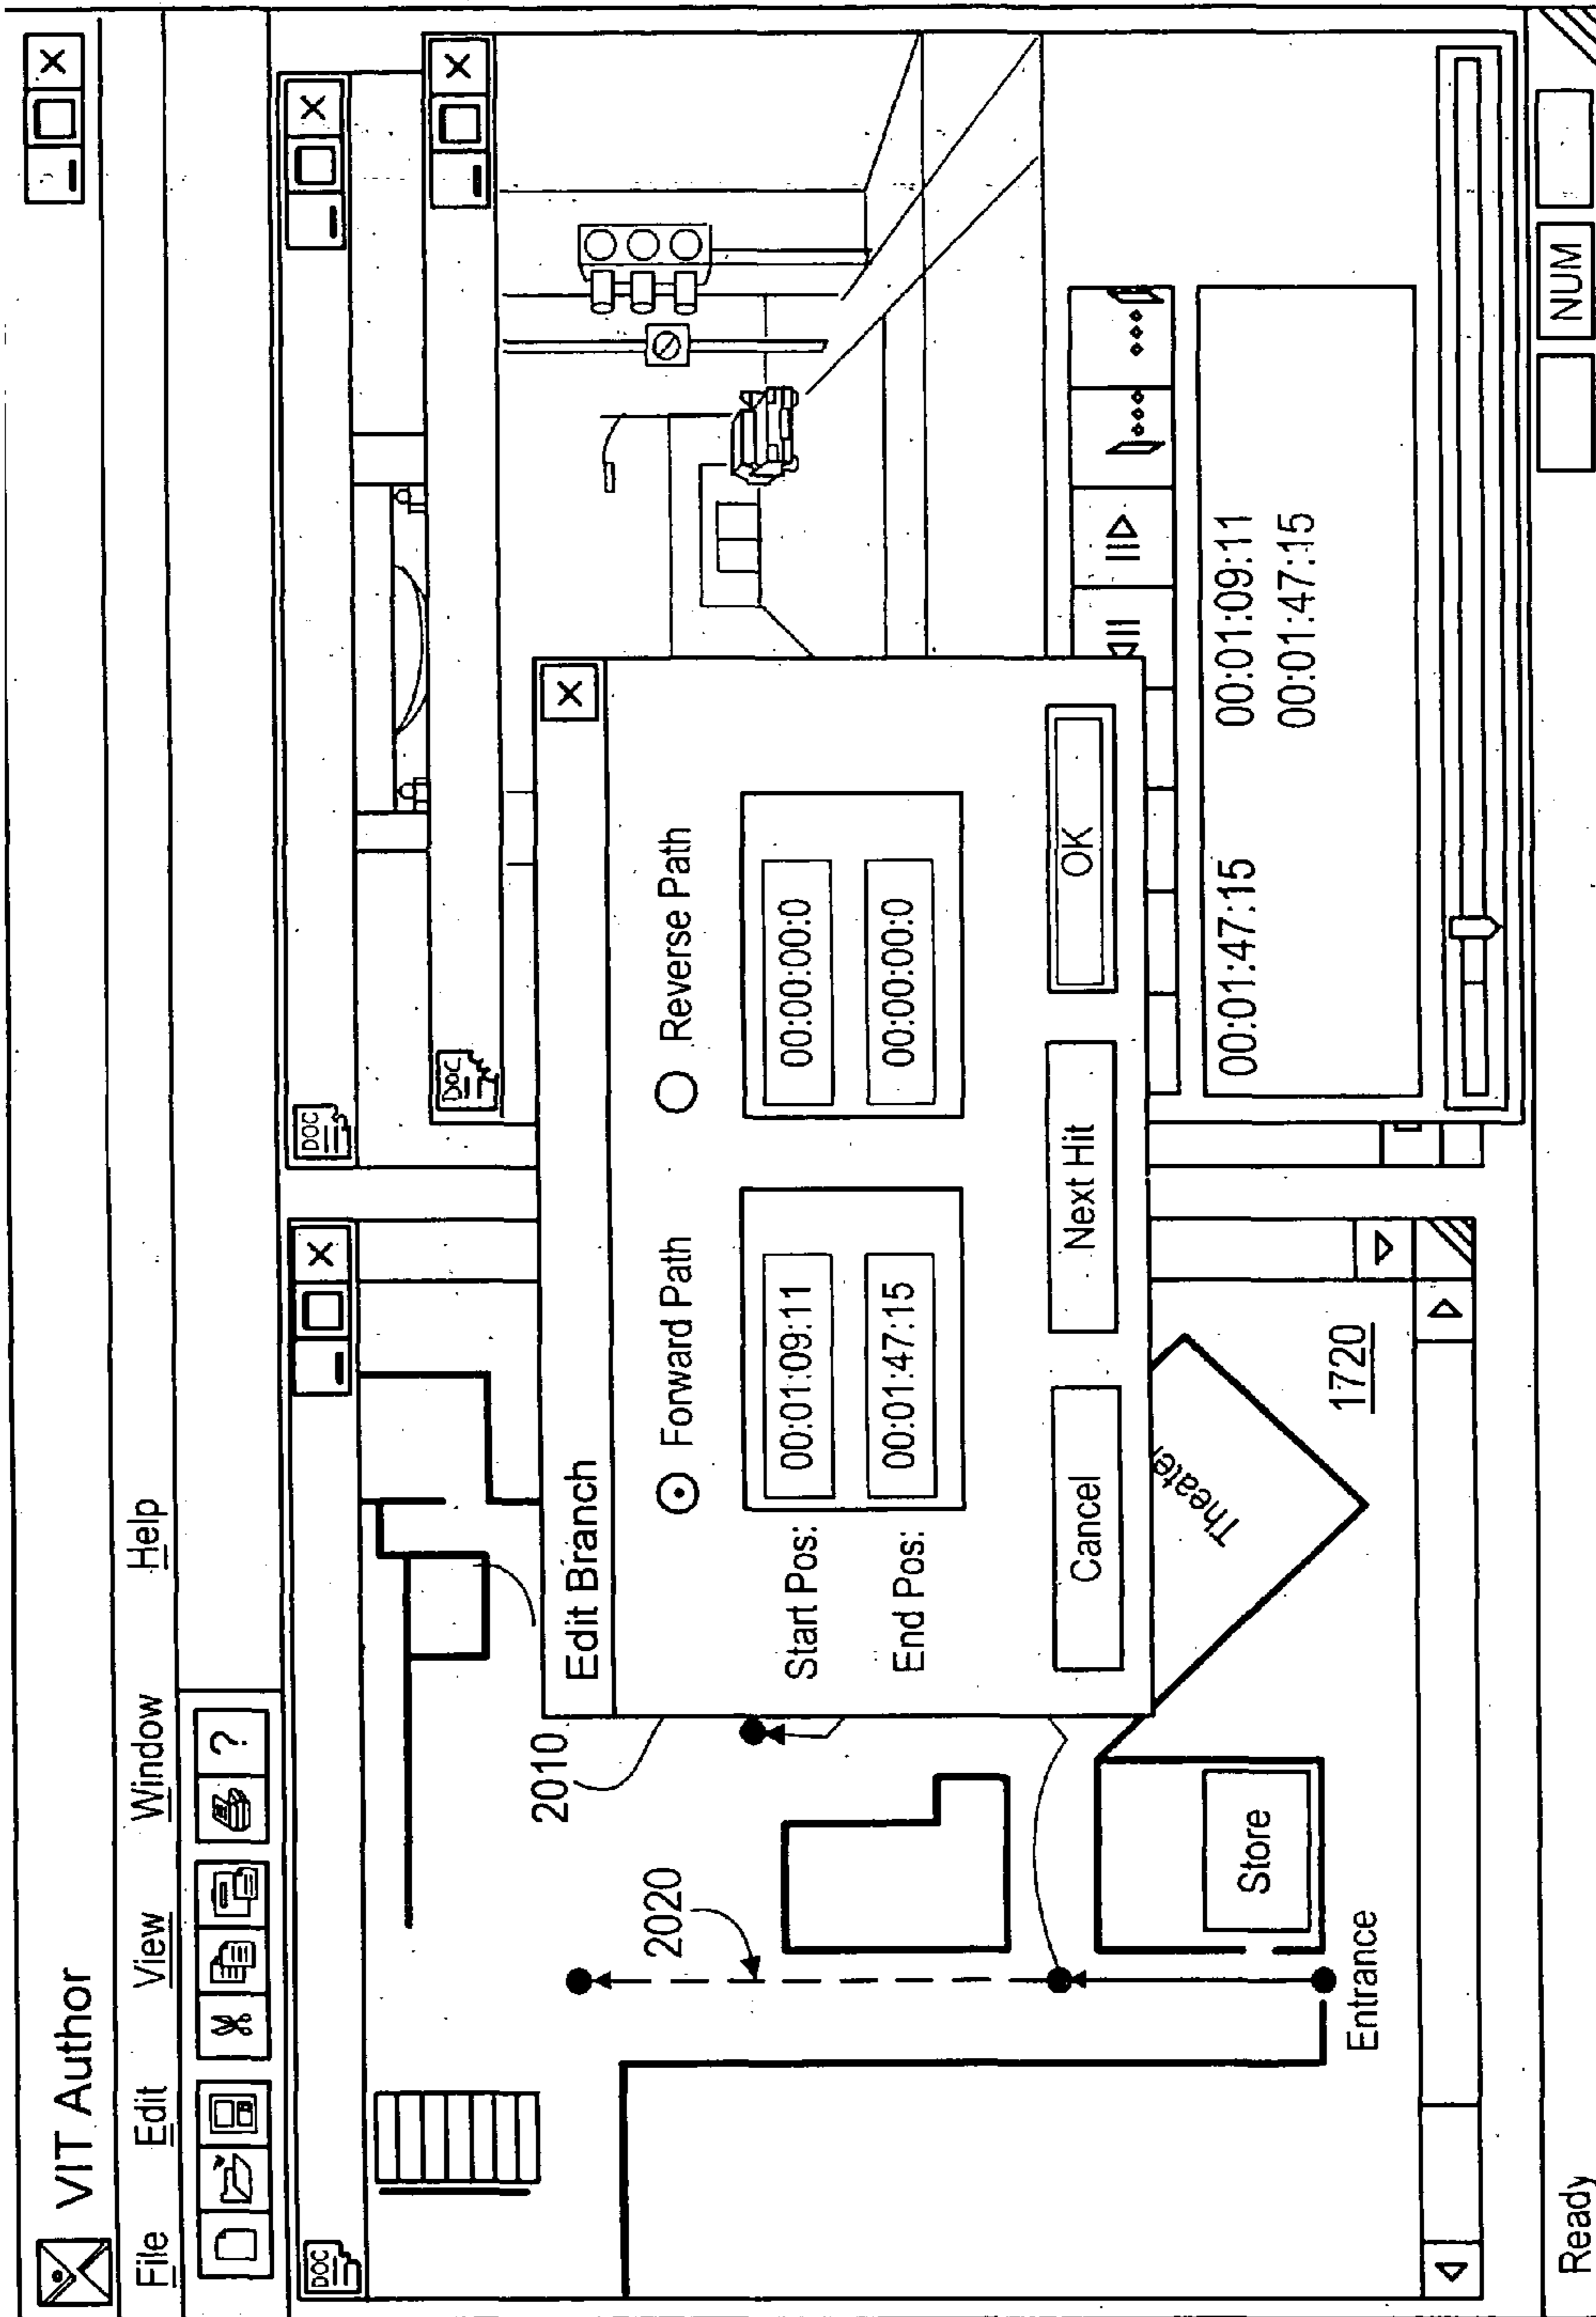 VIT Author
File Edit View Window Help
?
DOC
DOC
DOC
2010
Edit Branch
Forward Path Reverse Path
Start Pos: 00:01:09:11 00:00:00:0
End Pos: 00:01:47:15 00:00:00:0
Cancel Next Hit OK
2020
Store
Theater
Entrance
1720
00:01:47:15 00:01:09:11
00:01:47:15
Ready
NUM